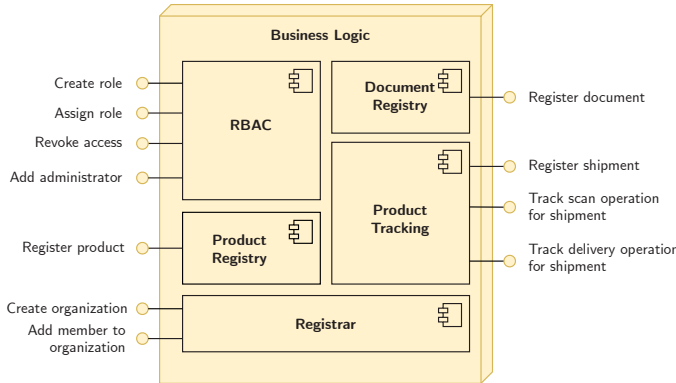 Business Logic
Create role
Assign role
Revoke access
Add administrator
RBAC
Document
Registry
Register document
Register shipment
Track scan operation
for shipment
Track delivery operation
for shipment
Product
Tracking
Register product
Product
Registry
Create organization
Add member to
organization
Registrar